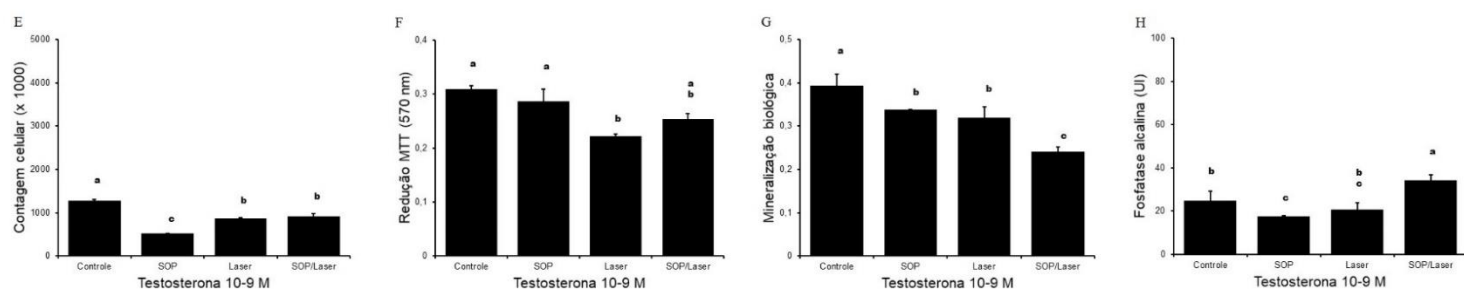 E
Contagem celular (x 1000)
5000
4000
3000
2000
1000
0
a
c
b
b
Controle SOP Laser SOP/Laser
Testosterona 10-9 M
F
Redução MTT (570 nm)
0,4
0,3
0,2
0,1
0
a
a
b
a
b
Controle SOP Laser SOP/Laser
Testosterona 10-9 M
G
Mineralização biológica
0,5
0,4
0,3
0,2
0,1
0
a
b
b
c
Controle SOP Laser SOP/Laser
Testosterona 10-9 M
H
Fosfatase alcalina (UI)
100
80
60
40
20
0
b
c
b
c
a
Controle SOP Laser SOP/Laser
Testosterona 10-9 M